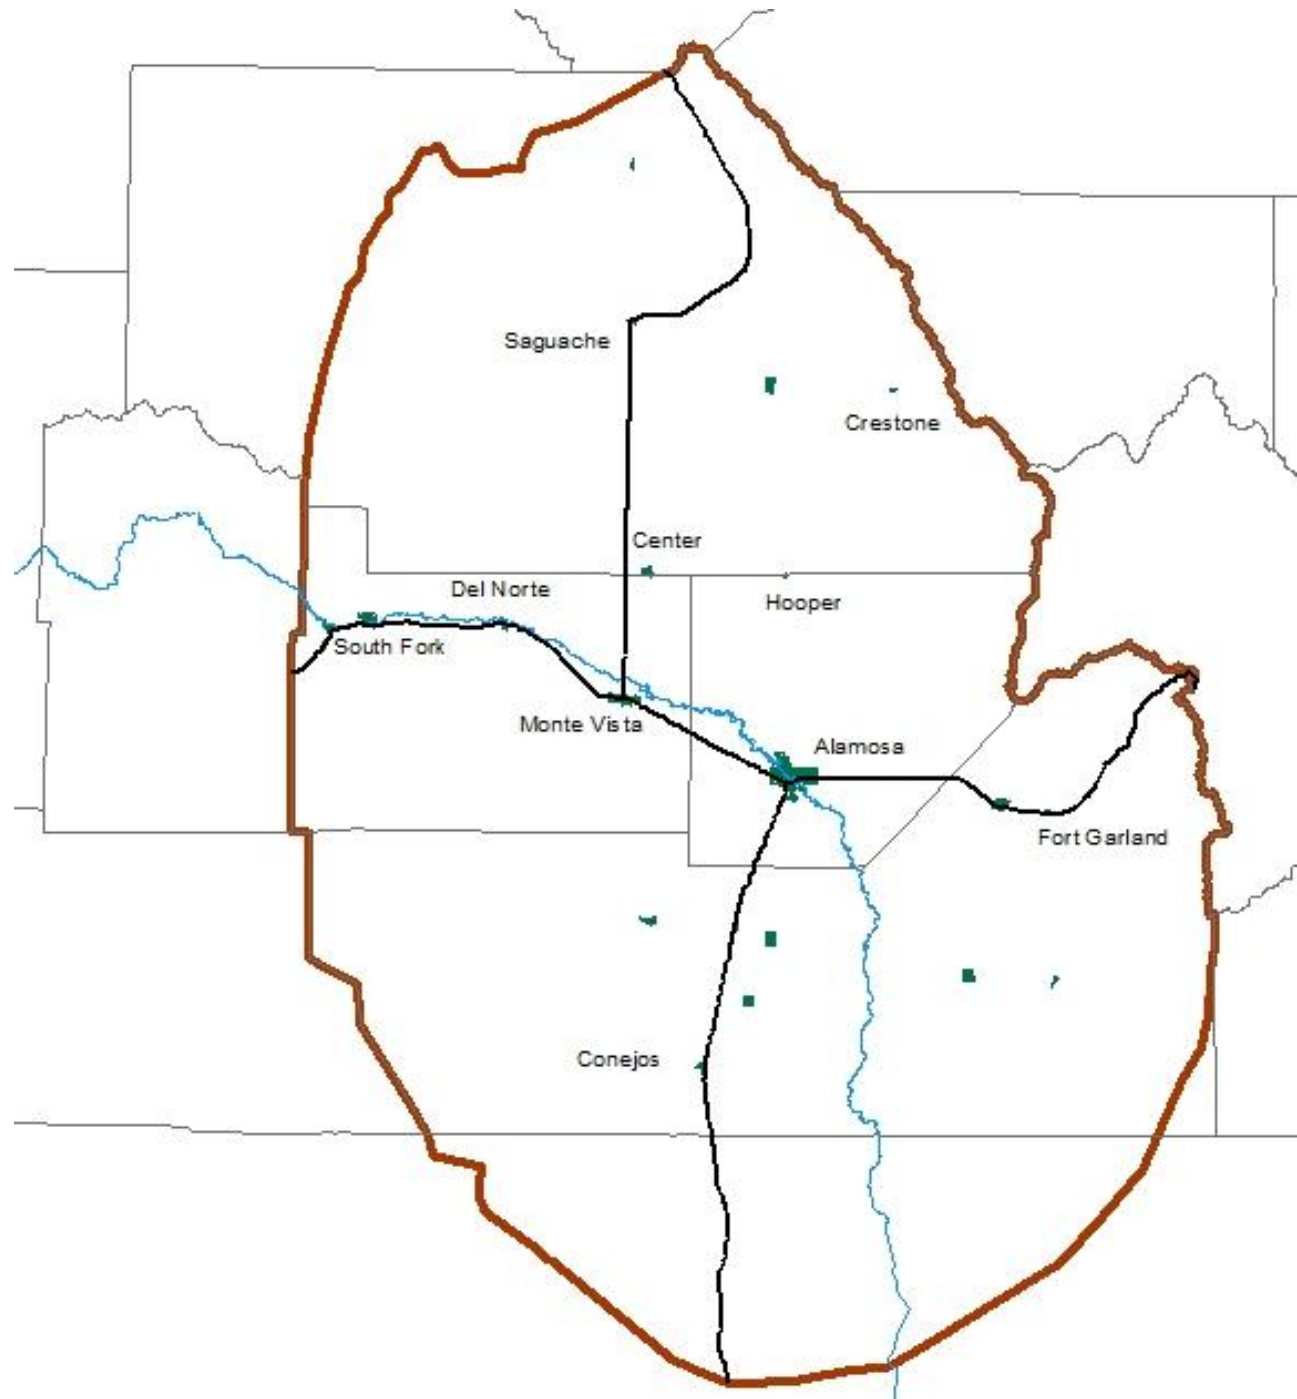 Saguache
Crestone
Center
Del Norte
Hooper
South Fork
Monte Vista
Alamosa
Fort Garland
Conejos